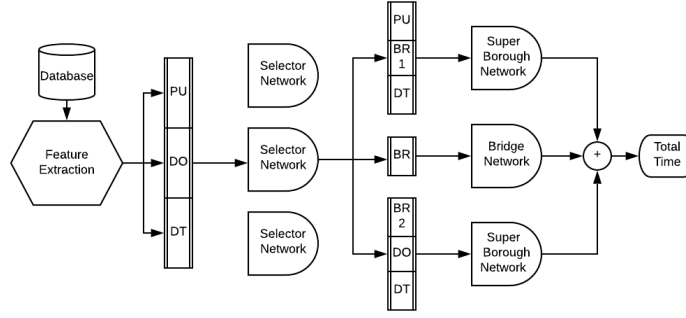 Database
Feature
Extraction
PU
DO
DT
Selector
Network
Selector
Network
Selector
Network
PU
BR
1
DT
BR
BR
2
DO
DT
Super
Borough
Network
Bridge
Network
Super
Borough
Network
+
Total
Time